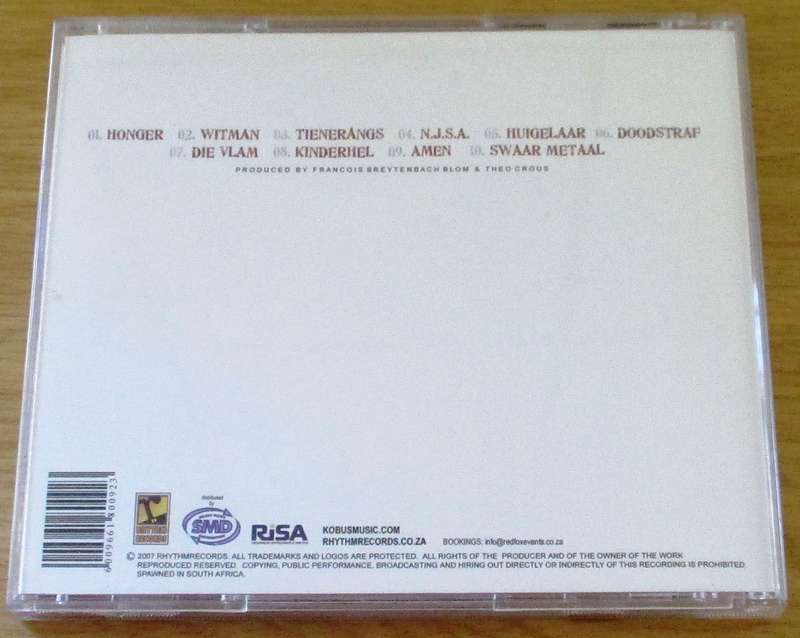 01. HONGER 02. WITMAN 03. TIENERANGS 04. N.J.S.A. 05. HUIGELAAR 06. DOODSTRAF
07. DIE VLAM 08. KINDERHEL 09. AMEN 10. SWAAR METAAL
PRODUCED BY FRANCOIS BREYTENBACH BLOM & THEO CROUS
6009661800923
distributed
by
SMD
RiSA
KOBUSMUSIC.COM
RHYTHMRECORDS.CO.ZA
BOOKINGS: info@redfoxevents.co.za
© 2007 RHYTHMRECORDS. ALL TRADEMARKS AND LOGOS ARE PROTECTED. ALL RIGHTS OF THE PRODUCER AND OF THE OWNER OF THE WORK
REPRODUCED RESERVED. COPYING, PUBLIC PERFORMANCE, BROADCASTING AND HIRING OUT DIRECTLY OR INDIRECTLY OF THIS RECORDING IS PROHIBITED
SPAWNED IN SOUTH AFRICA.